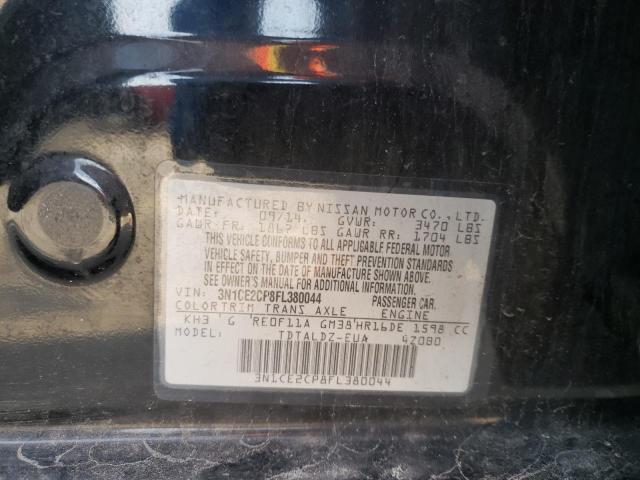 MANUFACTURED BY NISSAN MOTOR CO., LTD.
DATE: 09/14. GVWR: 3470 LBS
GAWR FR: 1867 LBS GAWR RR: 1704 LBS
THIS VEHICLE CONFORMS TO ALL APPLICABLE FEDERAL MOTOR
VEHICLE SAFETY, BUMPER AND THEFT PREVENTION STANDARDS
IN EFFECT ON THE DATE OF MANUFACTURE SHOWN ABOVE.
SEE OWNER'S MANUAL FOR ADDITIONAL INFORMATION.
VIN: 3N1CE2CP8FL380044 PASSENGER CAR.
COLOR TRIM TRANS AXLE ENGINE
KH3 G RE0F11A GM38 HR16DE 1598 CC
MODEL: TDTALDZ-EUA 42080
3N1CE2CP8FL380044